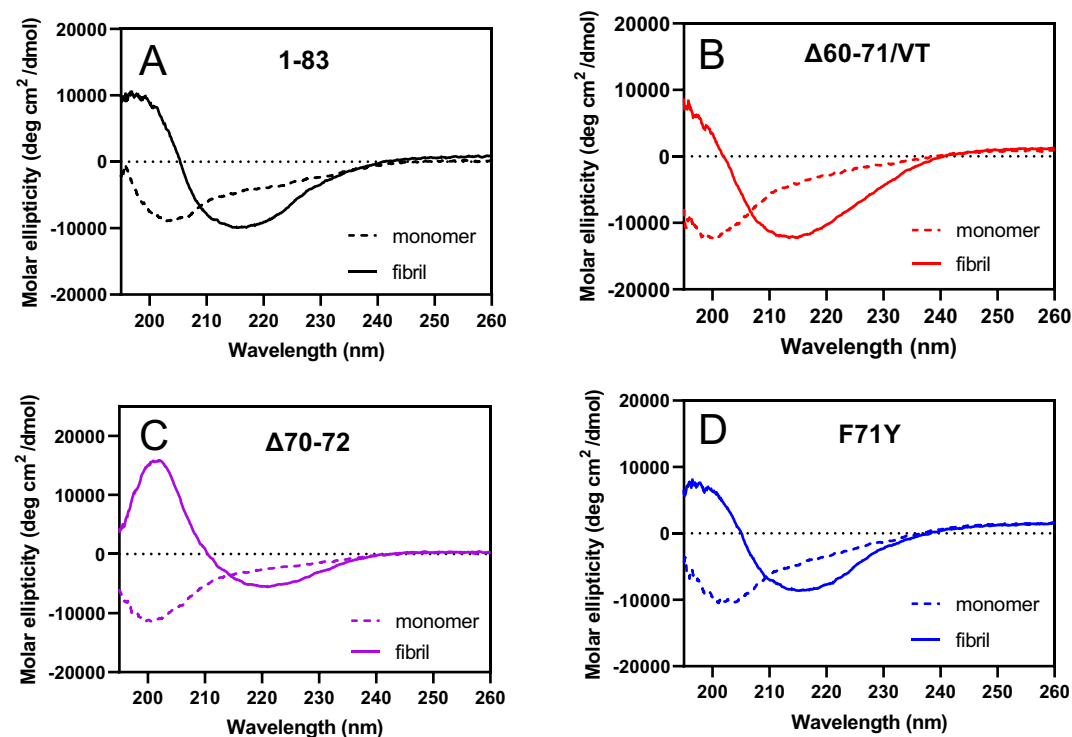 A
1-83
Molar ellipticity (deg cm² /dmol)
20000
10000
0
-10000
-20000
monomer
fibril
200 210 220 230 240 250 260
Wavelength (nm)
B
Δ60-71/VT
Molar ellipticity (deg cm² /dmol)
20000
10000
0
-10000
-20000
monomer
fibril
200 210 220 230 240 250 260
Wavelength (nm)
C
Δ70-72
Molar ellipticity (deg cm² /dmol)
20000
10000
0
-10000
-20000
monomer
fibril
200 210 220 230 240 250 260
Wavelength (nm)
D
F71Y
Molar ellipticity (deg cm² /dmol)
20000
10000
0
-10000
-20000
monomer
fibril
200 210 220 230 240 250 260
Wavelength (nm)